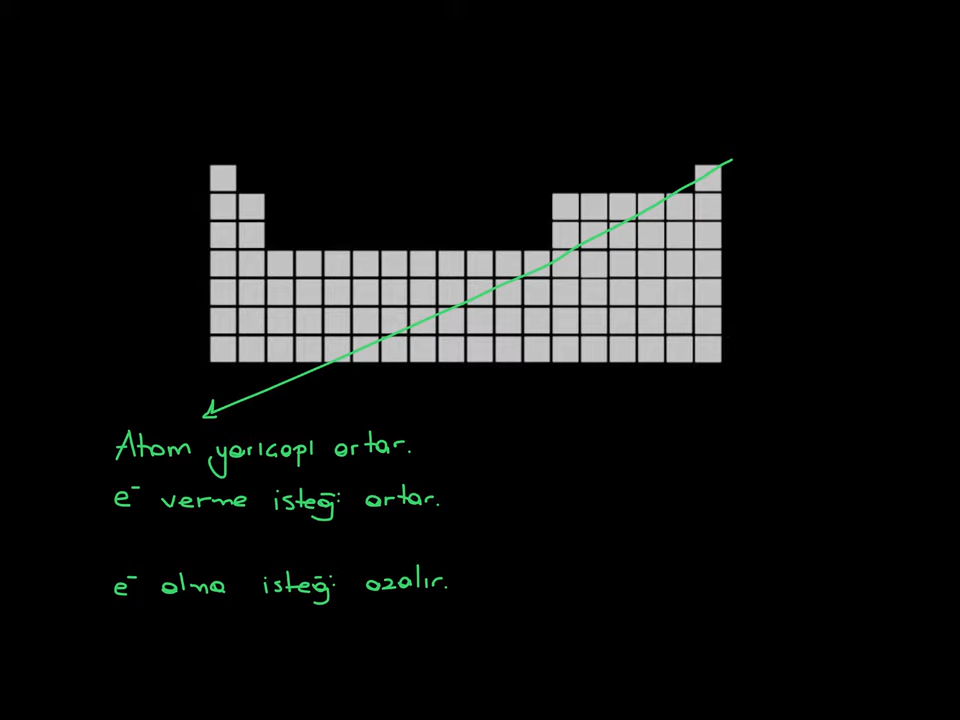 Atom yarıçapı artar.
e⁻ verme isteği artar.
e⁻ alma isteği azalır.